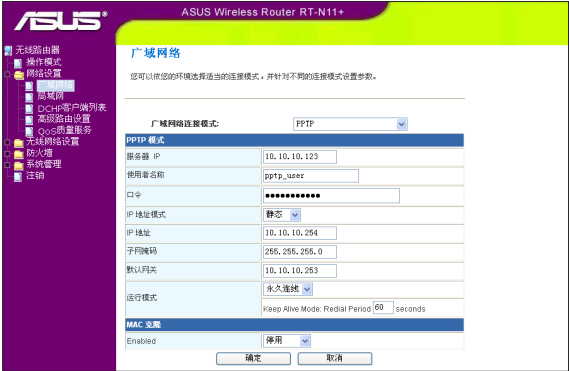 ASUS
ASUS Wireless Router RT-N11+
无线路由器
操作模式
网络设置
广域网络
局域网
DCHP客户端列表
高级路由设置
QoS质量服务
无线网络设置
防火墙
系统管理
注销
广域网络
您可以依您的环境选择适当的连接模式，并针对不同的连接模式设置参数。
广域网络连接模式: PPTP
PPTP 模式
服务器 IP 10.10.10.123
使用者名称 pptp_user
口令 ●●●●●●●●●●●
IP 地址模式 静态
IP 地址 10.10.10.254
子网掩码 255.255.255.0
默认网关 10.10.10.253
运行模式 永久连线
Keep Alive Mode: Redial Period 60 seconds
MAC 克隆
Enabled 停用
确定 取消